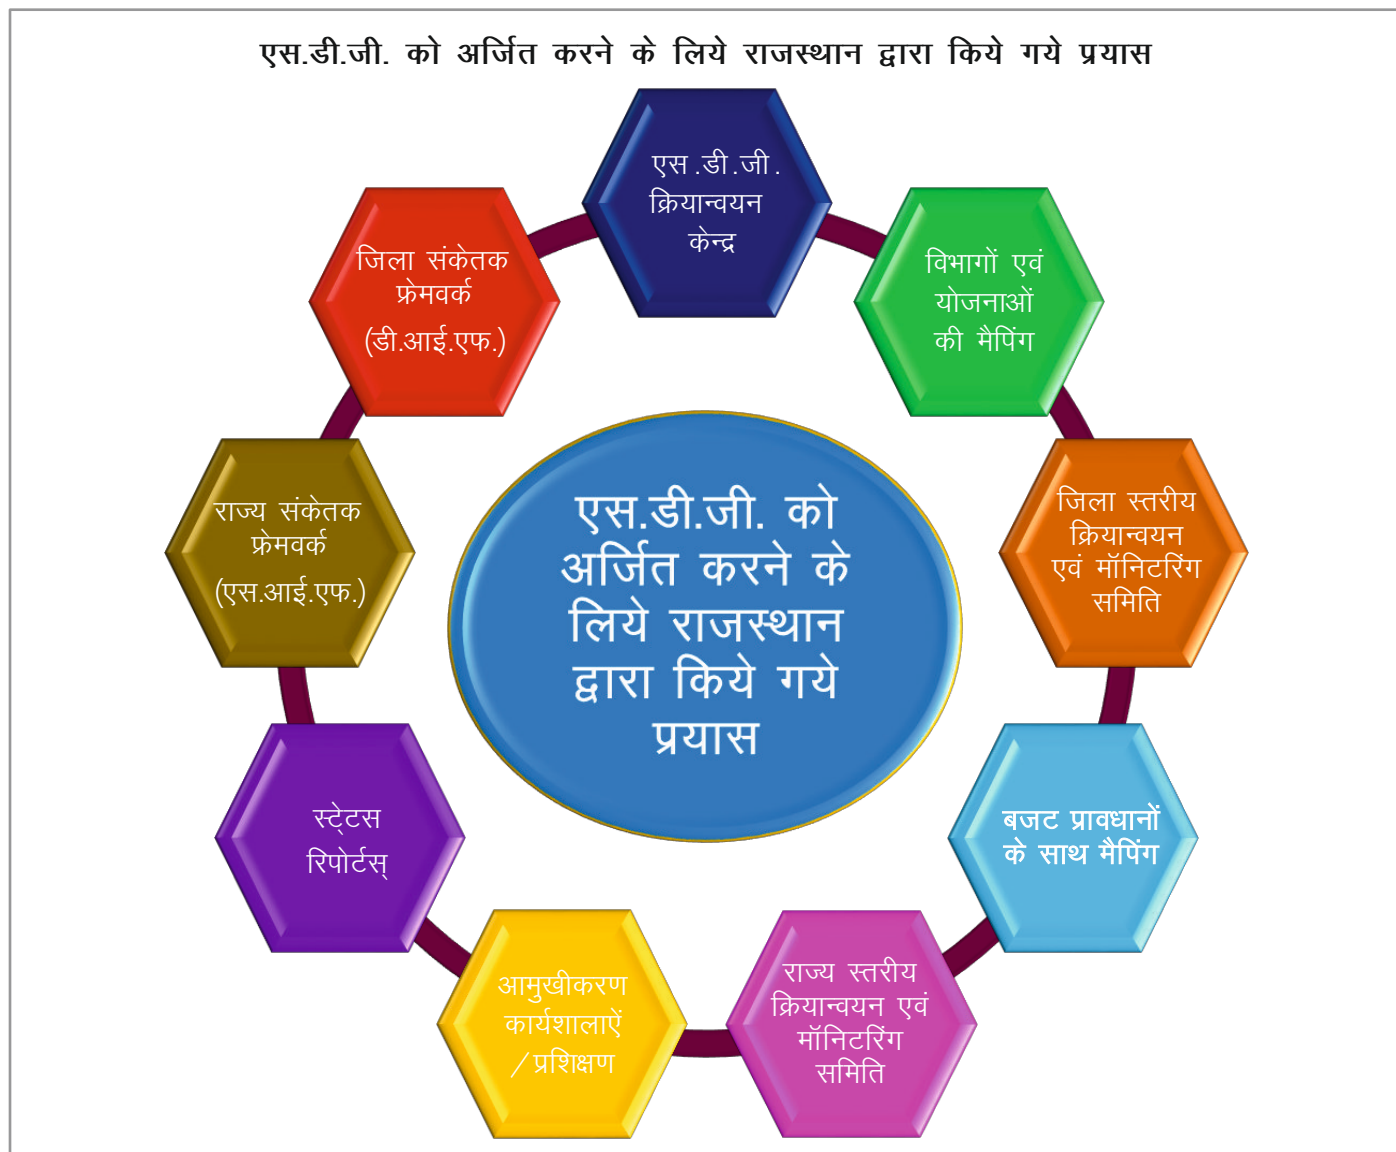 एस.डी.जी. को अर्जित करने के लिये राजस्थान द्वारा किये गये प्रयास
एस.डी.जी.
क्रियान्वयन
केन्द्र
विभागों एवं
योजनाओं
की मैपिंग
जिला स्तरीय
क्रियान्वयन
एवं मॉनिटरिंग
समिति
बजट प्रावधानों
के साथ मैपिंग
राज्य स्तरीय
क्रियान्वयन एवं
मॉनिटरिंग
समिति
आमुखीकरण
कार्यशालाऐं
/प्रशिक्षण
स्टे्टस
रिपोर्टस्
राज्य संकेतक
फ्रेमवर्क
(एस.आई.एफ.)
जिला संकेतक
फ्रेमवर्क
(डी.आई.एफ.)
एस.डी.जी. को
अर्जित करने के
लिये राजस्थान
द्वारा किये गये
प्रयास